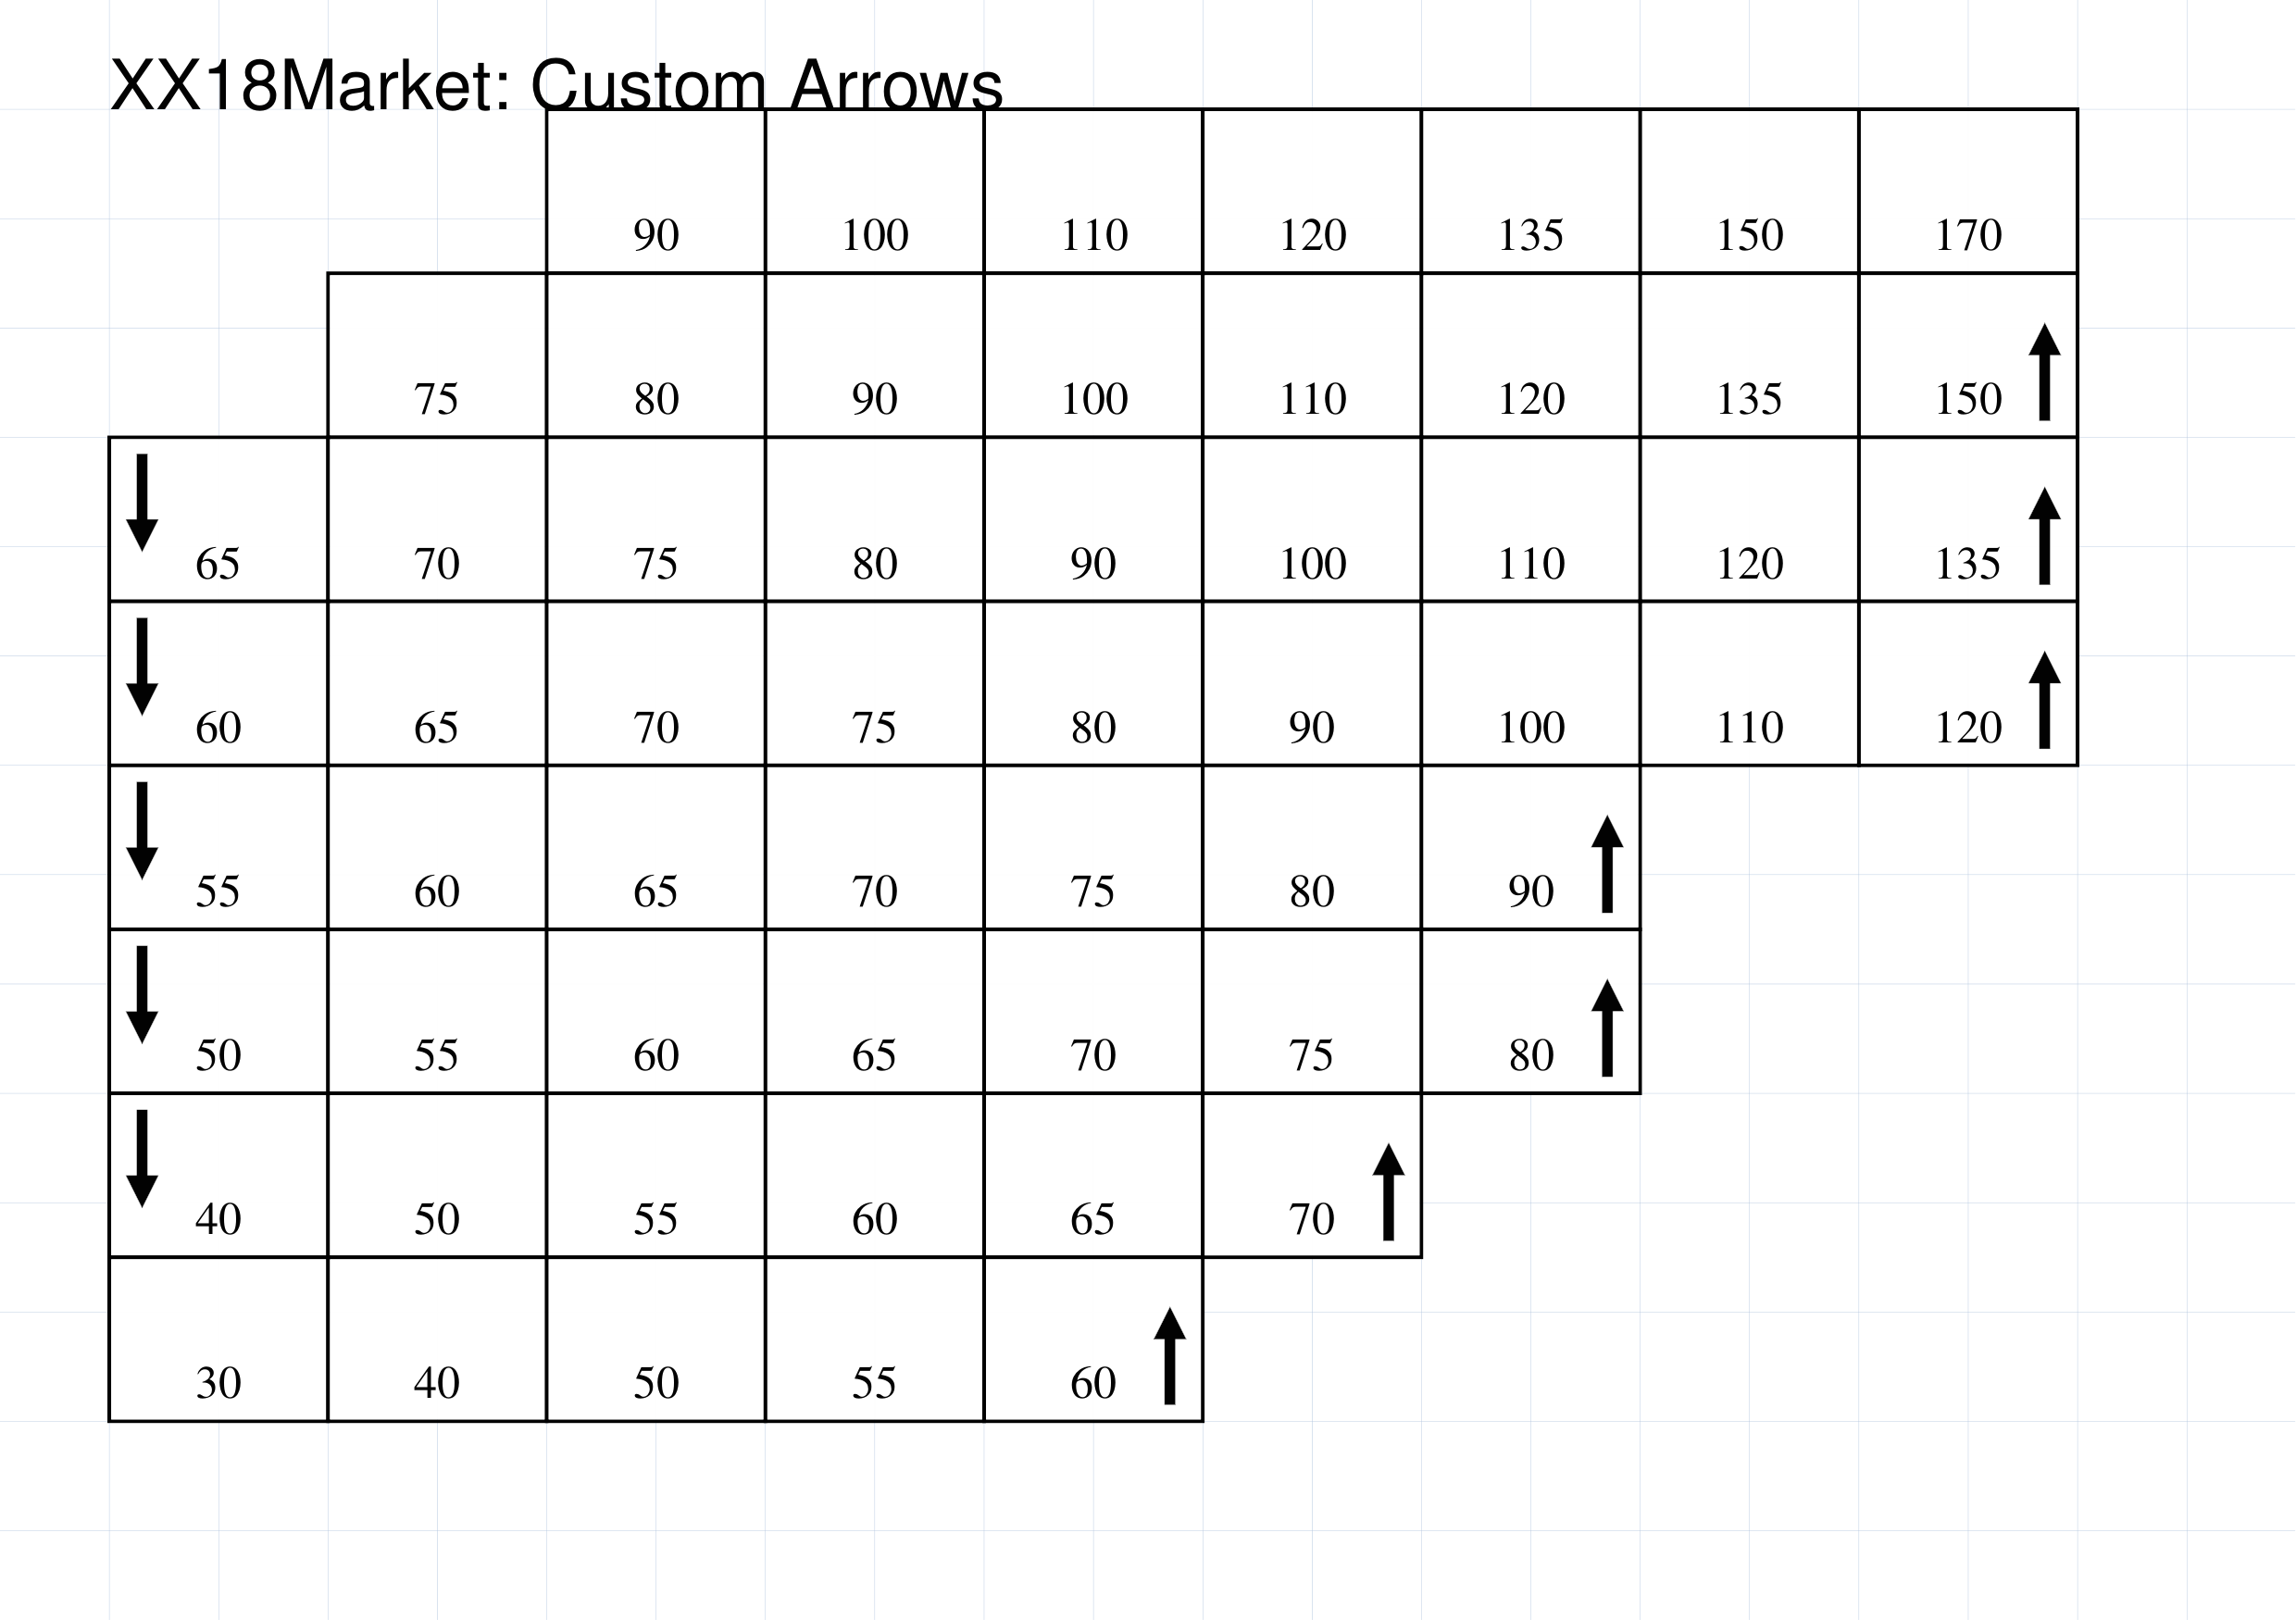 XX18Market: Custom Arrows
90 100 110 120 135 150 170
75 80 90 100 110 120 135 150
65 70 75 80 90 100 110 120 135
60 65 70 75 80 90 100 110 120
55 60 65 70 75 80 90
50 55 60 65 70 75 80
40 50 55 60 65 70
30 40 50 55 60